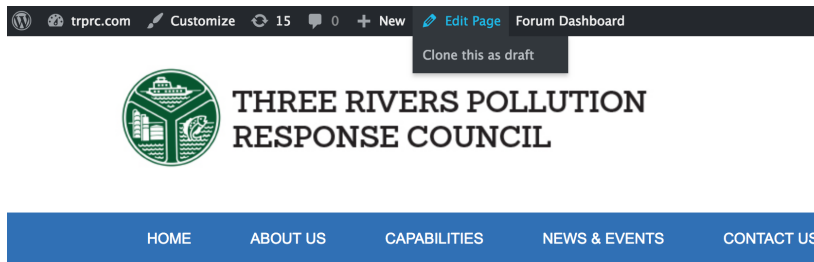 trprc.com Customize 15 0 New Edit Page Forum Dashboard
Clone this as draft
THREE RIVERS POLLUTION
RESPONSE COUNCIL
HOME ABOUT US CAPABILITIES NEWS & EVENTS CONTACT US